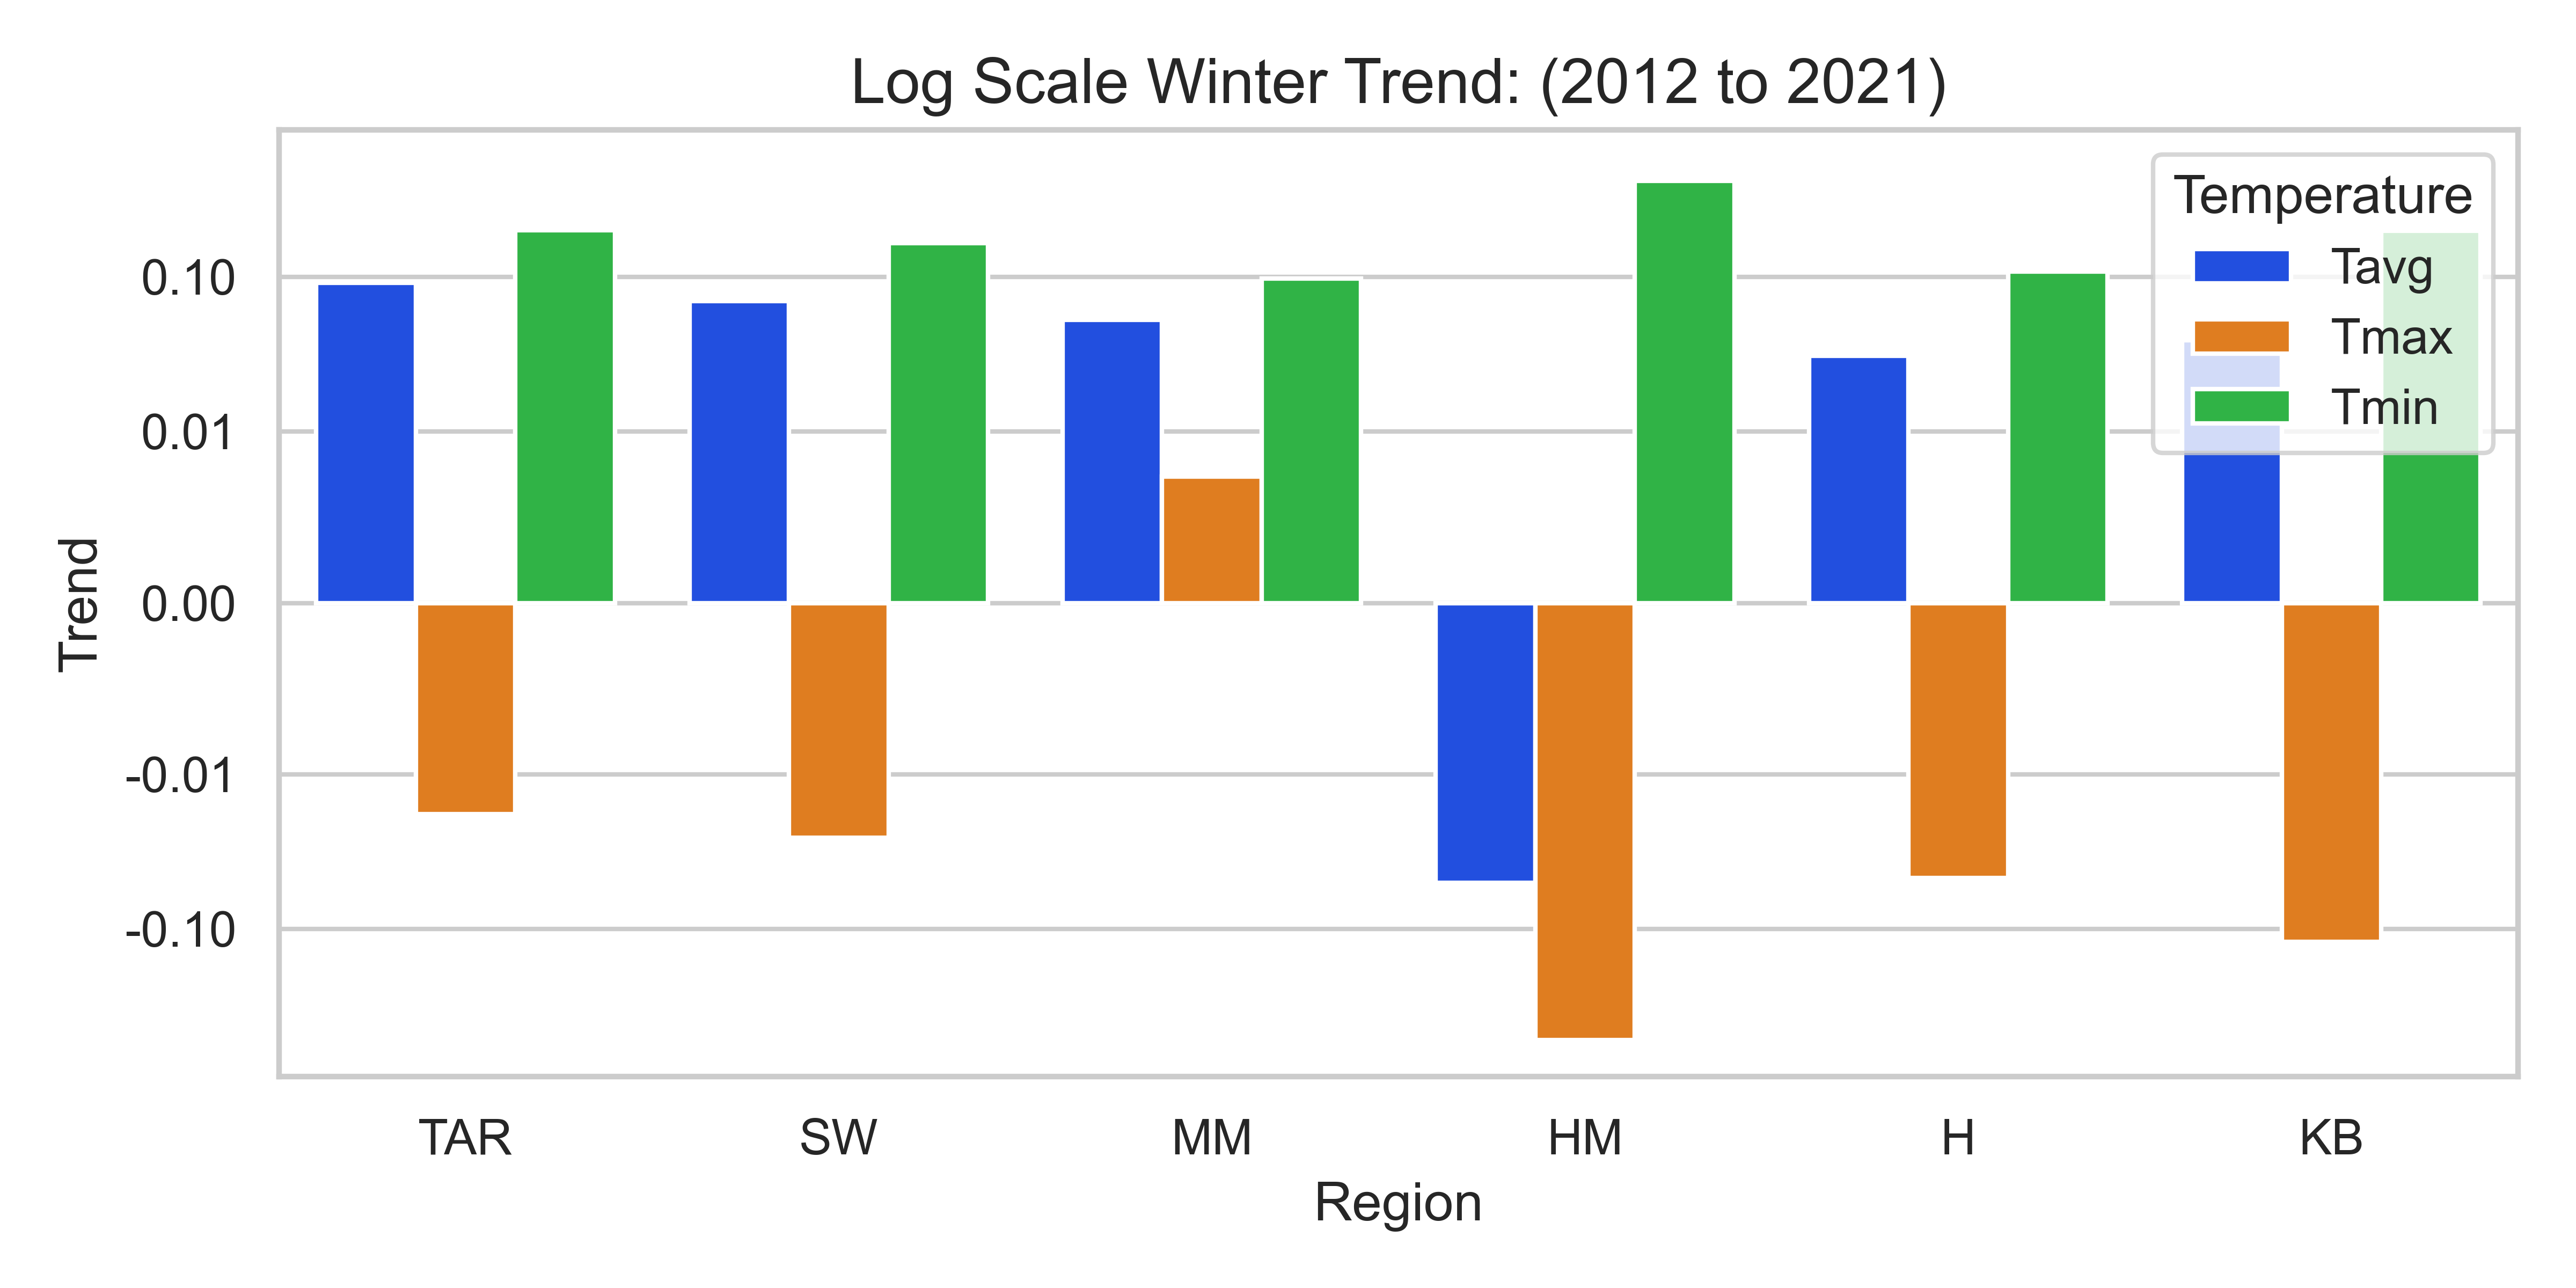 Log Scale Winter Trend: (2012 to 2021)
Temperature
Tavg
Tmax
Tmin
0.10
0.01
0.00
-0.01
-0.10
Trend
TAR SW MM HM H KB
Region